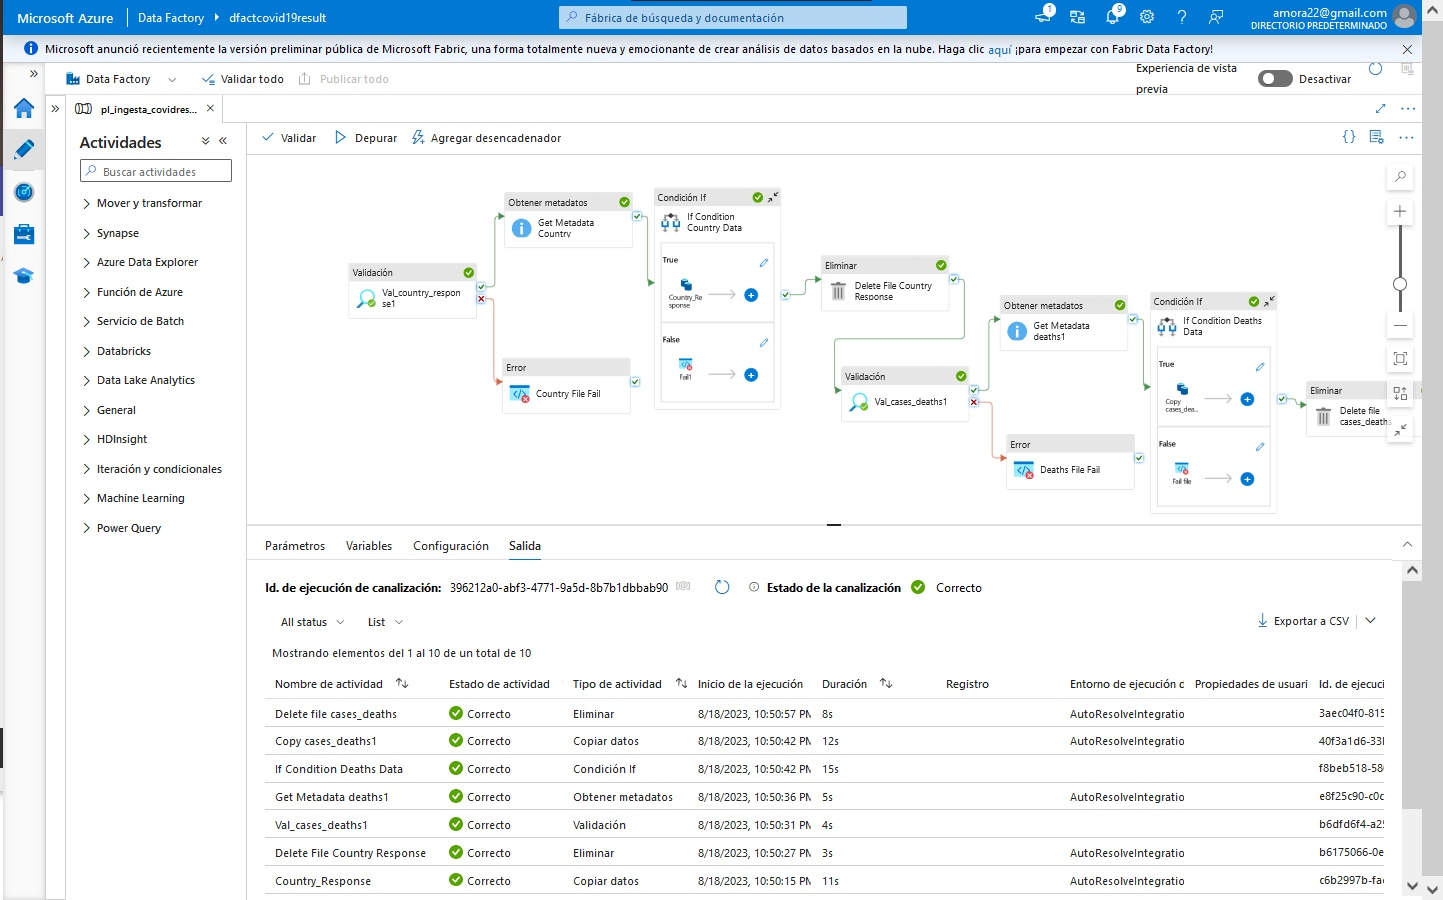 Microsoft Azure
Data Factory
dfactcovid19result
Fábrica de búsqueda y documentación
1
9
amora22@gmail.com
DIRECTORIO PREDETERMINADO
Microsoft anunció recientemente la versión preliminar pública de Microsoft Fabric, una forma totalmente nueva y emocionante de crear análisis de datos basados en la nube. Haga clic aquí ¡para empezar con Fabric Data Factory!
Data Factory
Validar todo
Publicar todo
Experiencia de vista
previa
Desactivar
pl_ingesta_covidres...
Actividades
Buscar actividades
Mover y transformar
Synapse
Azure Data Explorer
Función de Azure
Servicio de Batch
Databricks
Data Lake Analytics
General
HDInsight
Iteración y condicionales
Machine Learning
Power Query
Validar
Depurar
Agregar desencadenador
Validación
Val_country_respon
se1
Obtener metadatos
Get Metadata
Country
Error
Country File Fail
Condición If
If Condition
Country Data
True
Country_Re
sponse
False
Fail1
Eliminar
Delete File Country
Response
Validación
Val_cases_deaths1
Obtener metadatos
Get Metadata
deaths1
Error
Deaths File Fail
Condición If
If Condition Deaths
Data
True
Copy
cases_dea...
False
Fail file
Eliminar
Delete file
cases_deaths
Parámetros
Variables
Configuración
Salida
Id. de ejecución de canalización: 396212a0-abf3-4771-9a5d-8b7b1dbbab90
Estado de la canalización
Correcto
All status
List
Exportar a CSV
Mostrando elementos del 1 al 10 de un total de 10
Nombre de actividad Estado de actividad Tipo de actividad Inicio de la ejecución Duración Registro Entorno de ejecución d Propiedades de usuari Id. de ejecuci
Delete file cases_deaths Correcto Eliminar 8/18/2023, 10:50:57 PM 8s AutoResolveIntegratio 3aec04f0-815
Copy cases_deaths1 Correcto Copiar datos 8/18/2023, 10:50:42 PM 12s AutoResolveIntegratio 40f3a1d6-33
If Condition Deaths Data Correcto Condición If 8/18/2023, 10:50:42 PM 15s f8beb518-58
Get Metadata deaths1 Correcto Obtener metadatos 8/18/2023, 10:50:36 PM 5s AutoResolveIntegratio e8f25c90-c0c
Val_cases_deaths1 Correcto Validación 8/18/2023, 10:50:31 PM 4s b6dfd6f4-a25
Delete File Country Response Correcto Eliminar 8/18/2023, 10:50:27 PM 3s AutoResolveIntegratio b6175066-0e
Country_Response Correcto Copiar datos 8/18/2023, 10:50:15 PM 11s AutoResolveIntegratio c6b2997b-fa